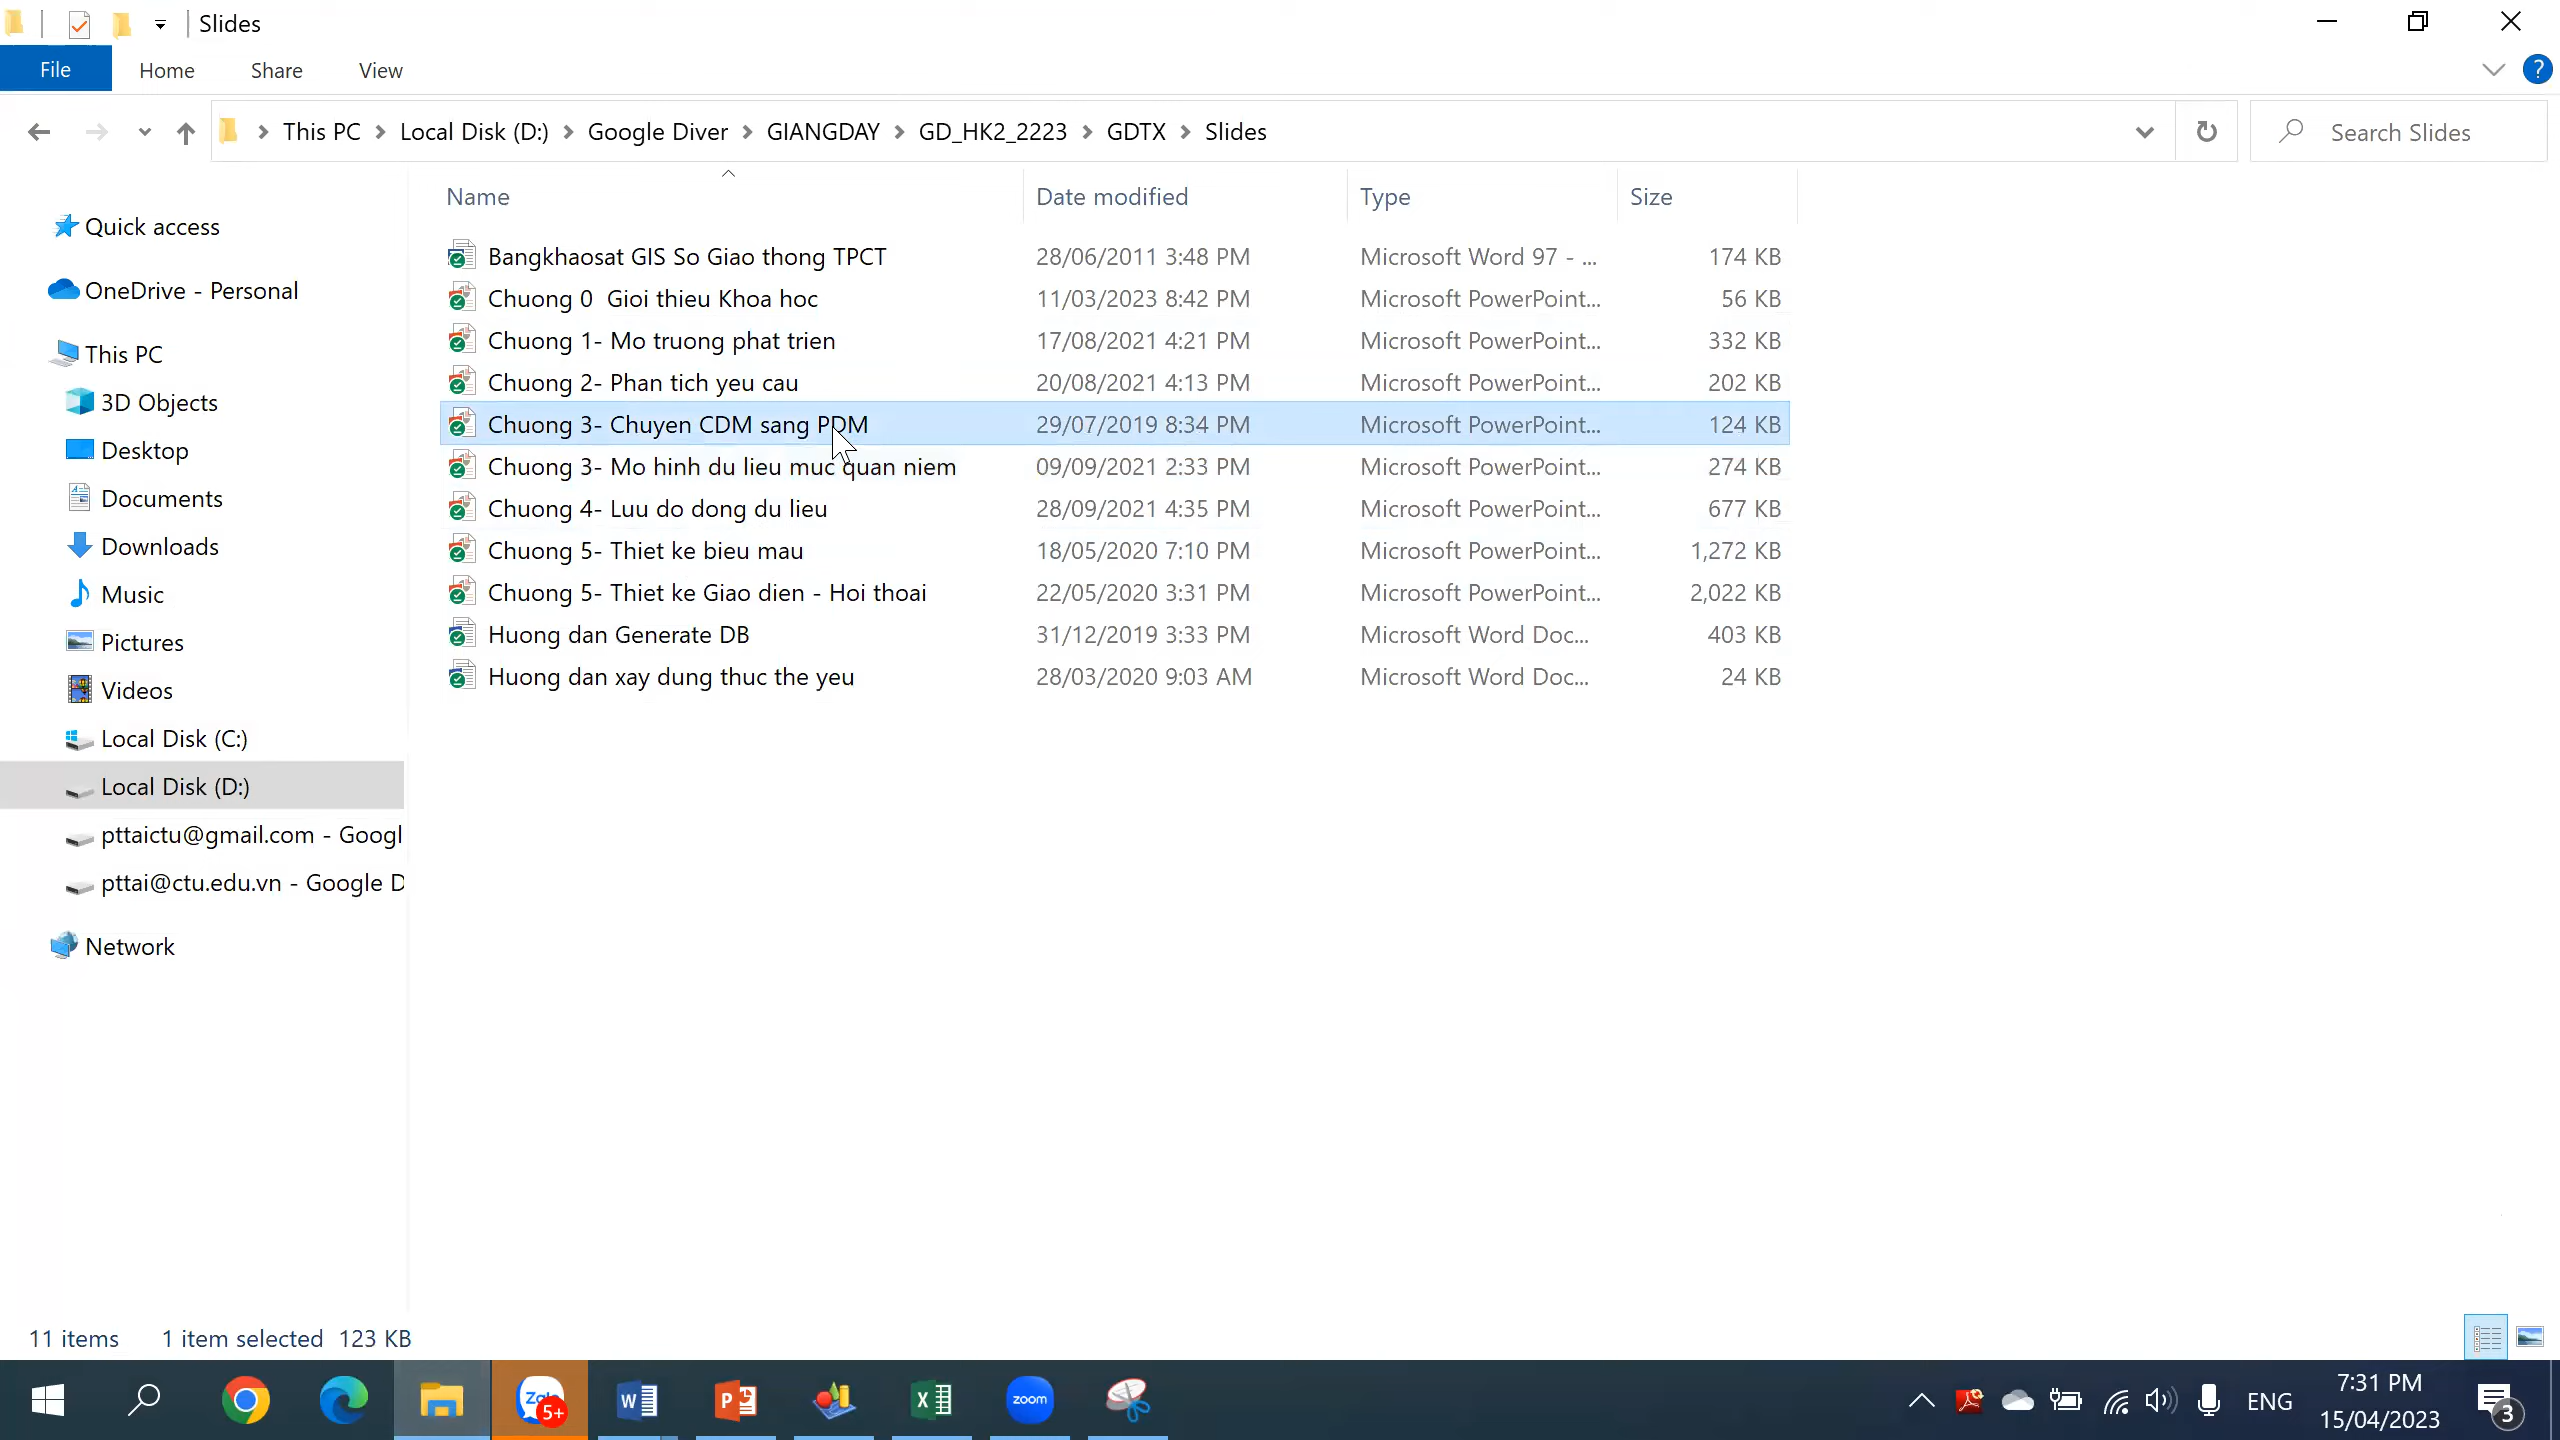 Slides
File Home Share View
This PC Local Disk (D:) Google Diver GIANGDAY GD_HK2_2223 GDTX Slides
Search Slides
Name Date modified Type Size
Quick access
OneDrive - Personal
This PC
3D Objects
Desktop
Documents
Downloads
Music
Pictures
Videos
Local Disk (C:)
Local Disk (D:)
pttaictu@gmail.com - Googl
pttai@ctu.edu.vn - Google D
Network
Bangkhaosat GIS So Giao thong TPCT 28/06/2011 3:48 PM Microsoft Word 97 - ... 174 KB
Chuong 0  Gioi thieu Khoa hoc 11/03/2023 8:42 PM Microsoft PowerPoint... 56 KB
Chuong 1- Mo truong phat trien 17/08/2021 4:21 PM Microsoft PowerPoint... 332 KB
Chuong 2- Phan tich yeu cau 20/08/2021 4:13 PM Microsoft PowerPoint... 202 KB
Chuong 3- Chuyen CDM sang PDM 29/07/2019 8:34 PM Microsoft PowerPoint... 124 KB
Chuong 3- Mo hinh du lieu muc quan niem 09/09/2021 2:33 PM Microsoft PowerPoint... 274 KB
Chuong 4- Luu do dong du lieu 28/09/2021 4:35 PM Microsoft PowerPoint... 677 KB
Chuong 5- Thiet ke bieu mau 18/05/2020 7:10 PM Microsoft PowerPoint... 1,272 KB
Chuong 5- Thiet ke Giao dien - Hoi thoai 22/05/2020 3:31 PM Microsoft PowerPoint... 2,022 KB
Huong dan Generate DB 31/12/2019 3:33 PM Microsoft Word Doc... 403 KB
Huong dan xay dung thuc the yeu 28/03/2020 9:03 AM Microsoft Word Doc... 24 KB
11 items 1 item selected 123 KB
Zalo 5+ zoom ENG 7:31 PM 3
15/04/2023